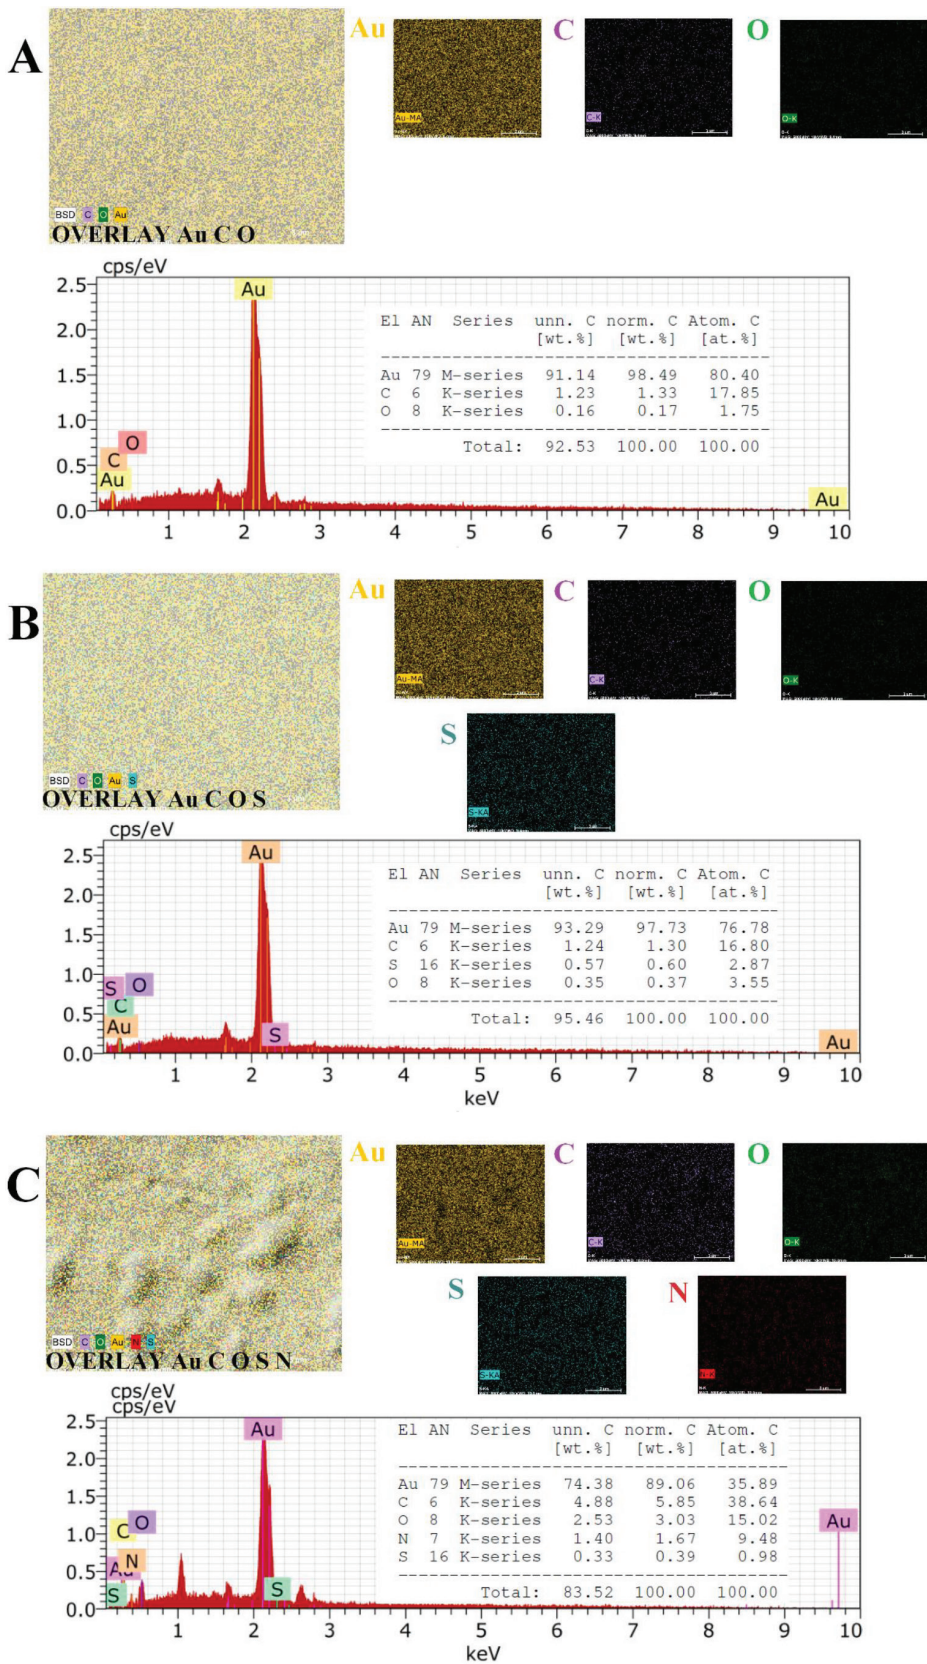 A
Au
C
O
Au-MA
C-K
O-K
BSD C O Au
OVERLAY Au C O
cps/eV
2.5
2.0
1.5
1.0
0.5
0.0
Au
O
C
Au
Au
El AN Series unn. C norm. C Atom. C
[wt.%] [wt.%] [at.%]
Au 79 M-series 91.14 98.49 80.40
C 6 K-series 1.23 1.33 17.85
O 8 K-series 0.16 0.17 1.75
Total: 92.53 100.00 100.00
1 2 3 4 5 6 7 8 9 10
B
Au
C
O
Au-MA
C-K
O-K
S
S-KA
BSD C O Au S
OVERLAY Au C O S
cps/eV
2.5
2.0
1.5
1.0
0.5
0.0
Au
S
O
C
Au
S
Au
El AN Series unn. C norm. C Atom. C
[wt.%] [wt.%] [at.%]
Au 79 M-series 93.29 97.73 76.78
C 6 K-series 1.24 1.30 16.80
S 16 K-series 0.57 0.60 2.87
O 8 K-series 0.35 0.37 3.55
Total: 95.46 100.00 100.00
1 2 3 4 5 6 7 8 9 10
keV
C
Au
C
O
Au-MA
C-K
O-K
S
N
S-KA
N-K
BSD C O Au N S
OVERLAY Au C O S N
cps/eV
cps/eV
2.5
2.0
1.5
1.0
0.5
0.0
Au
C
O
N
Au
S
S
Au
El AN Series unn. C norm. C Atom. C
[wt.%] [wt.%] [at.%]
Au 79 M-series 74.38 89.06 35.89
C 6 K-series 4.88 5.85 38.64
O 8 K-series 2.53 3.03 15.02
N 7 K-series 1.40 1.67 9.48
S 16 K-series 0.33 0.39 0.98
Total: 83.52 100.00 100.00
1 2 3 4 5 6 7 8 9 10
keV